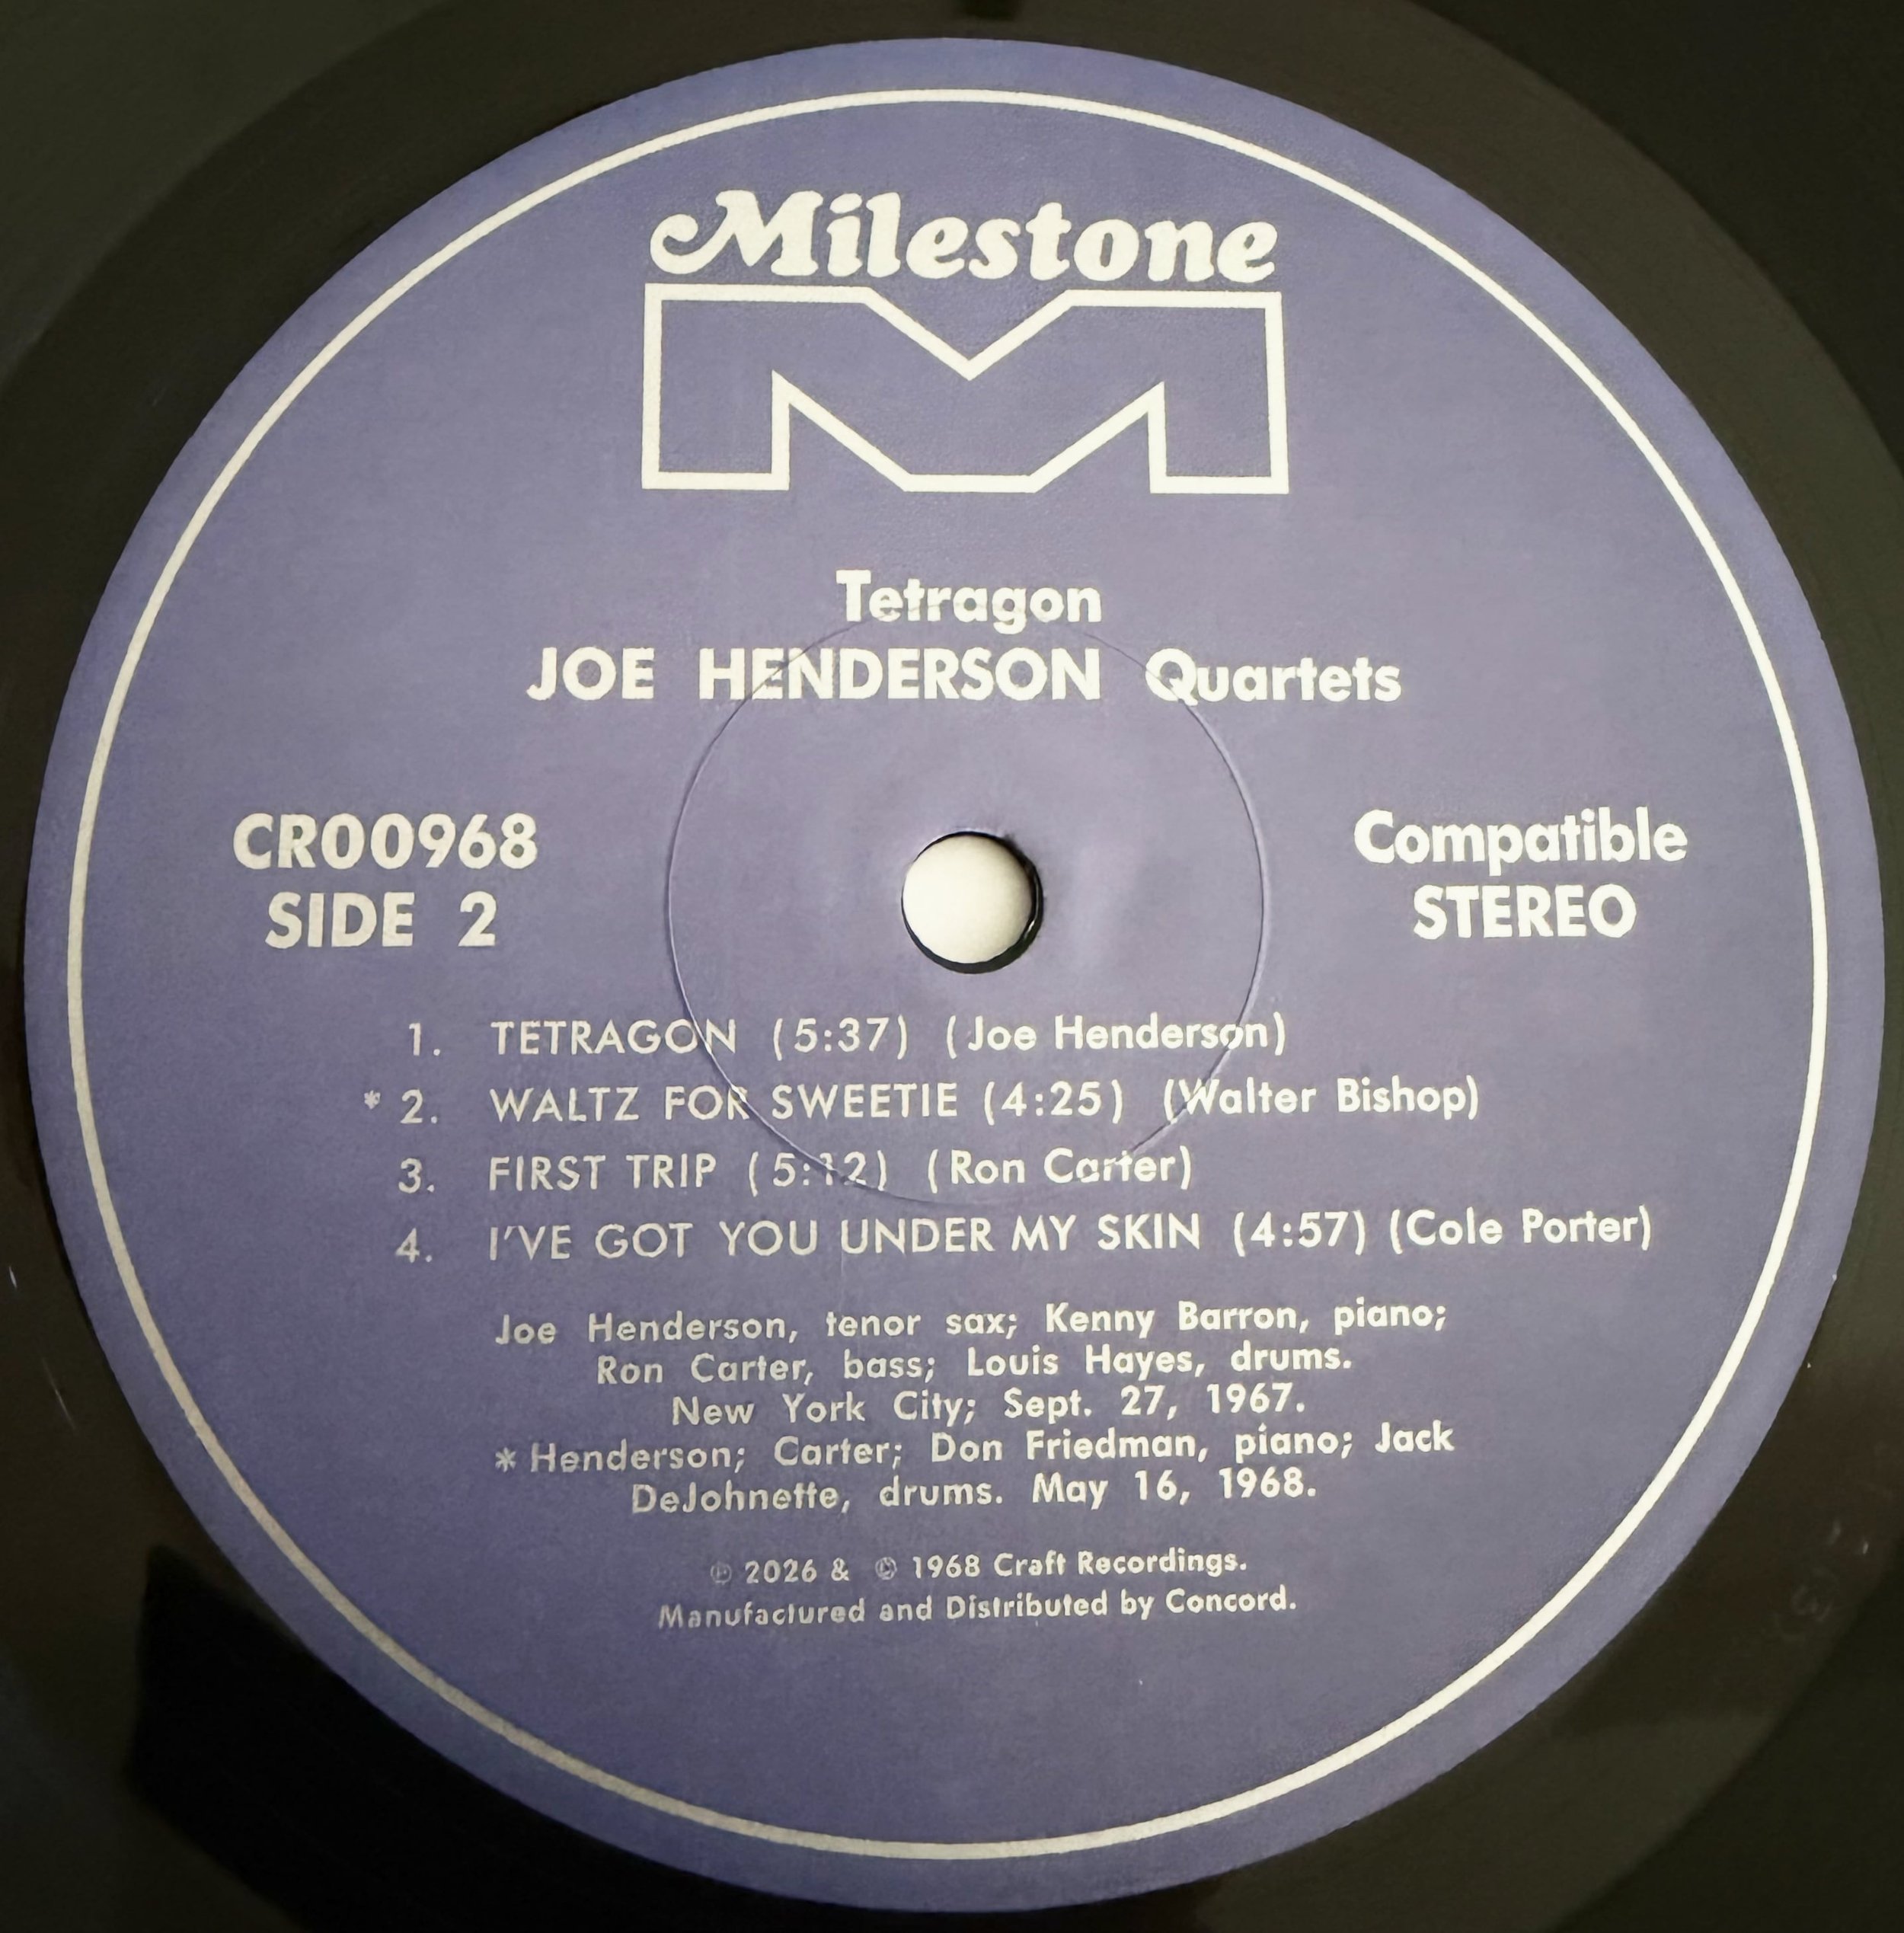 Milestone
Tetragon
JOE HENDERSON Quartets
CR00968
SIDE 2
Compatible
STEREO
1. TETRAGON (5:37) (Joe Henderson)
* 2. WALTZ FOR SWEETIE (4:25) (Walter Bishop)
3. FIRST TRIP (5:12) (Ron Carter)
4. I'VE GOT YOU UNDER MY SKIN (4:57) (Cole Porter)
Joe Henderson, tenor sax; Kenny Barron, piano;
Ron Carter, bass; Louis Hayes, drums.
New York City; Sept. 27, 1967.
* Henderson; Carter; Don Friedman, piano; Jack
DeJohnette, drums. May 16, 1968.
℗ 2026 & © 1968 Craft Recordings.
Manufactured and Distributed by Concord.